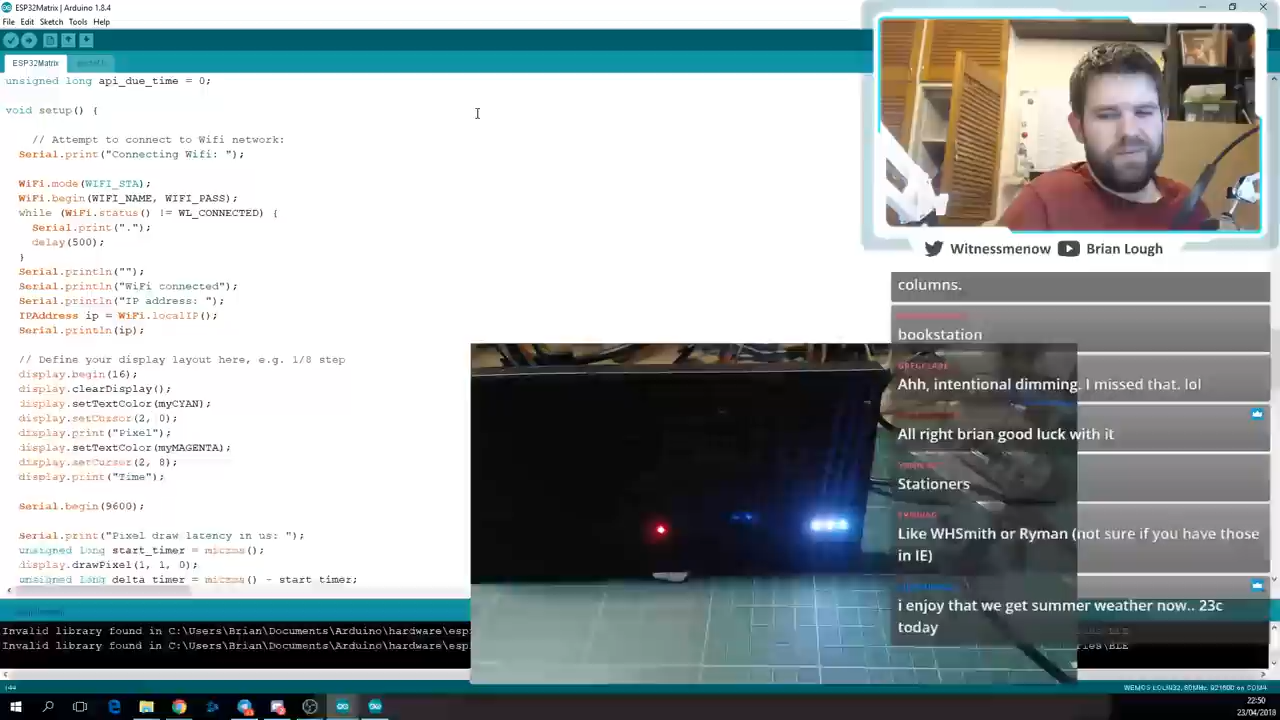 ESP32Matrix | Arduino 1.8.4
File Edit Sketch Tools Help
ESP32Matrix
unsigned long api_due_time = 0;
void setup() {
// Attempt to connect to Wifi network:
Serial.print("Connecting Wifi: ");
WiFi.mode(WIFI_STA);
WiFi.begin(WIFI_NAME, WIFI_PASS);
while (WiFi.status() != WL_CONNECTED) {
Serial.print(".");
delay(500);
}
Serial.println("");
Serial.println("WiFi connected");
Serial.println("IP address: ");
IPAddress ip = WiFi.localIP();
Serial.println(ip);
// Define your display layout here, e.g. 1/8 step
display.begin(16);
display.clearDisplay();
display.setTextColor(myCYAN);
display.setCursor(2, 0);
display.print("Pixel");
display.setTextColor(myMAGENTA);
display.setCursor(2, 8);
display.print("Time");
Serial.begin(9600);
Serial.print("Pixel draw latency in us: ");
unsigned long start_timer = micros();
display.drawPixel(1, 1, 0);
unsigned long delta_timer = micros() - start_timer;
Invalid library found in C:\Users\Brian\Documents\Arduino\hardware\esp
Invalid library found in C:\Users\Brian\Documents\Arduino\hardware\esp
Witnessmenow Brian Lough
columns.
bookstation
Ahh, intentional dimming. I missed that. lol
All right brian good luck with it
Stationers
Like WHSmith or Ryman (not sure if you have those
in IE)
i enjoy that we get summer weather now.. 23c
today
22:50
23/04/2018